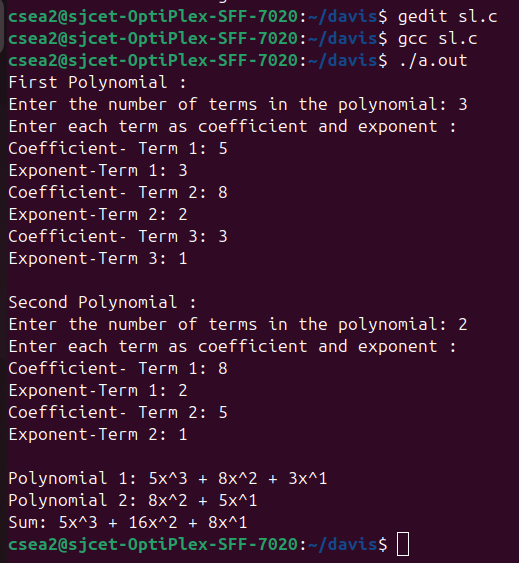 csea2@sjcet-OptiPlex-SFF-7020:~/davis$ gedit sl.c
csea2@sjcet-OptiPlex-SFF-7020:~/davis$ gcc sl.c
csea2@sjcet-OptiPlex-SFF-7020:~/davis$ ./a.out
First Polynomial :
Enter the number of terms in the polynomial: 3
Enter each term as coefficient and exponent :
Coefficient- Term 1: 5
Exponent-Term 1: 3
Coefficient- Term 2: 8
Exponent-Term 2: 2
Coefficient- Term 3: 3
Exponent-Term 3: 1

Second Polynomial :
Enter the number of terms in the polynomial: 2
Enter each term as coefficient and exponent :
Coefficient- Term 1: 8
Exponent-Term 1: 2
Coefficient- Term 2: 5
Exponent-Term 2: 1

Polynomial 1: 5x^3 + 8x^2 + 3x^1
Polynomial 2: 8x^2 + 5x^1
Sum: 5x^3 + 16x^2 + 8x^1
csea2@sjcet-OptiPlex-SFF-7020:~/davis$